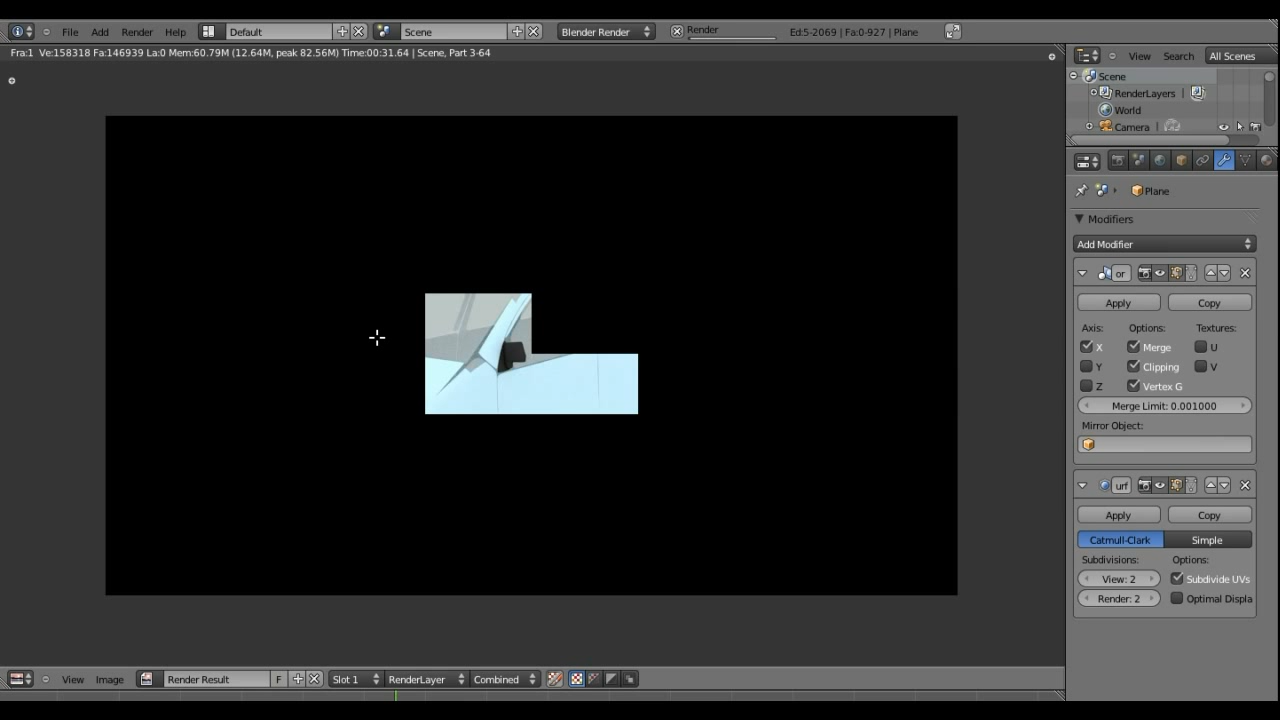 File Add Render Help Default Scene Blender Render Render Ed:5-2069 | Fa:0-927 | Plane
Fra:1 Ve:158318 Fa:146939 La:0 Mem:60.79M (12.64M, peak 82.56M) Time:00:31.64 | Scene, Part 3-64
View Search All Scenes
Scene
RenderLayers |
World
Camera |
Plane
Modifiers
Add Modifier
or
Apply Copy
Axis: Options: Textures:
X Merge U
Y Clipping V
Z Vertex G
Merge Limit: 0.001000
Mirror Object:
urf
Apply Copy
Catmull-Clark Simple
Subdivisions: Options:
View: 2 Subdivide UVs
Render: 2 Optimal Displa
View Image Render Result F Slot 1 RenderLayer Combined